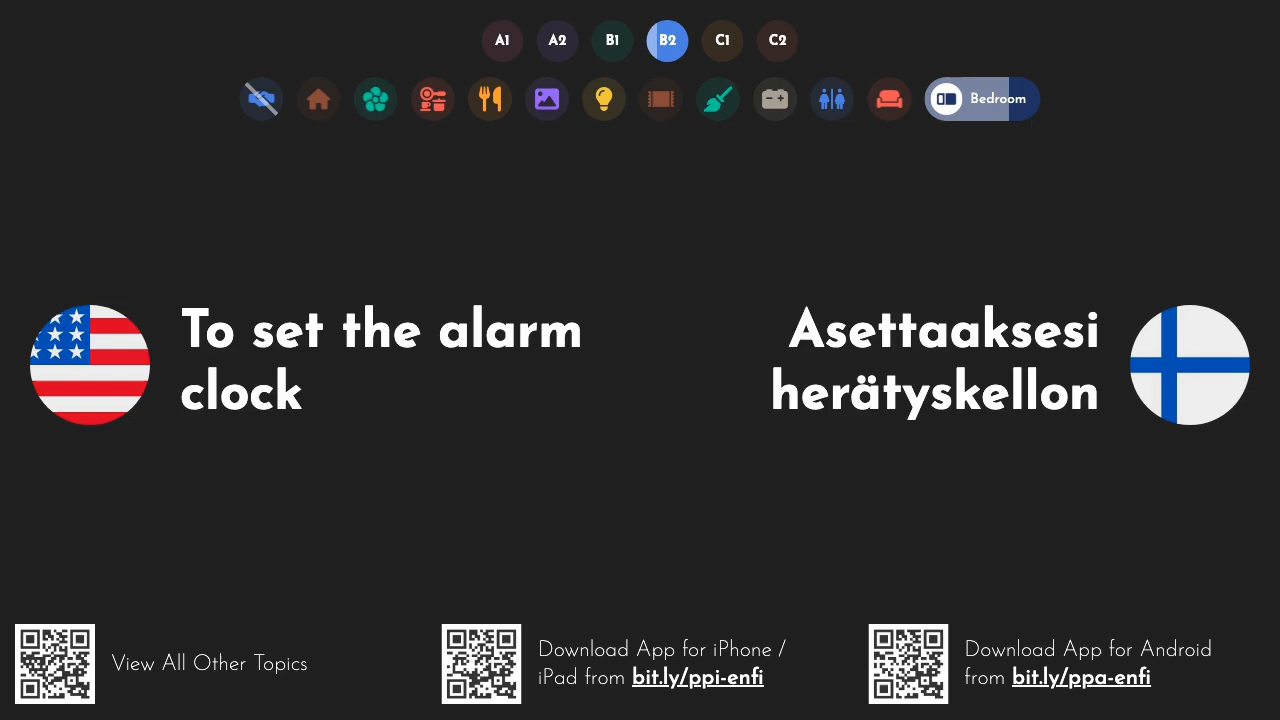 A1 A2 B1 B2 C1 C2
Bedroom
To set the alarm
clock
Asettaaksesi
herätyskellon
View All Other Topics
Download App for iPhone /
iPad from bit.ly/ppi-enfi
Download App for Android
from bit.ly/ppa-enfi